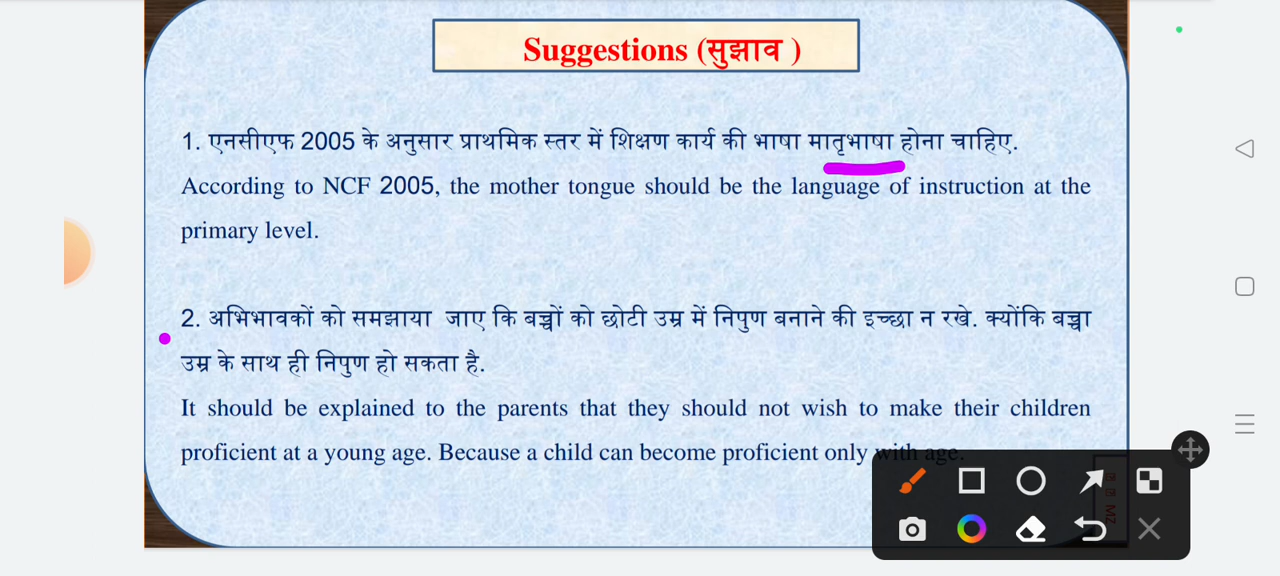 Suggestions (सुझाव )
1. एनसीएफ 2005 के अनुसार प्राथमिक स्तर में शिक्षण कार्य की भाषा मातृभाषा होना चाहिए.
According to NCF 2005, the mother tongue should be the language of instruction at the
primary level.
2. अभिभावकों को समझाया जाए कि बच्चों को छोटी उम्र में निपुण बनाने की इच्छा न रखे. क्योंकि बच्चा
उम्र के साथ ही निपुण हो सकता है.
It should be explained to the parents that they should not wish to make their children
proficient at a young age. Because a child can become proficient only with age.